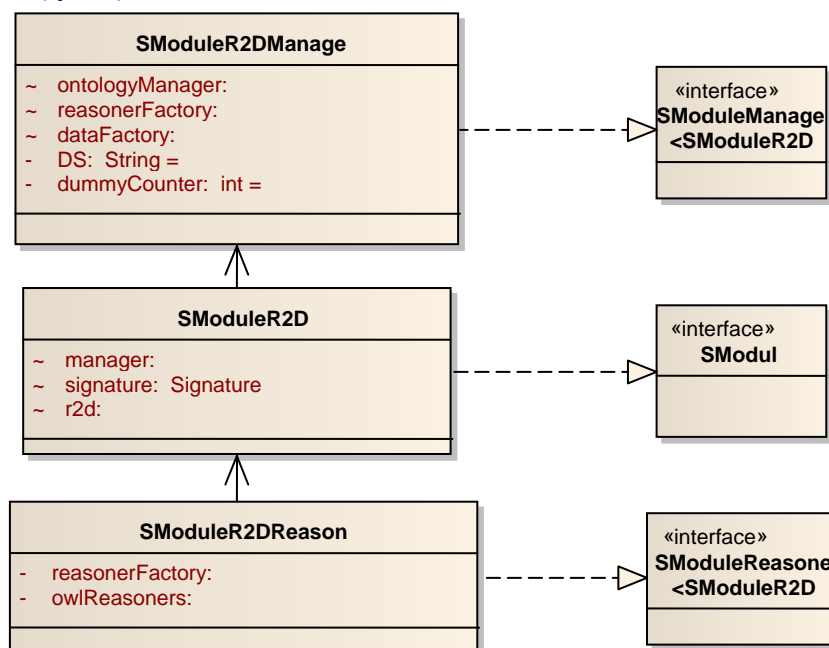 SModuleR2DManage
~ ontologyManager:
~ reasonerFactory:
~ dataFactory:
- DS: String =
- dummyCounter: int =
«interface»
SModuleManage
<SModuleR2D
SModuleR2D
~ manager:
~ signature: Signature
~ r2d:
«interface»
SModul
SModuleR2DReason
- reasonerFactory:
- owlReasoners:
«interface»
SModuleReasone
<SModuleR2D